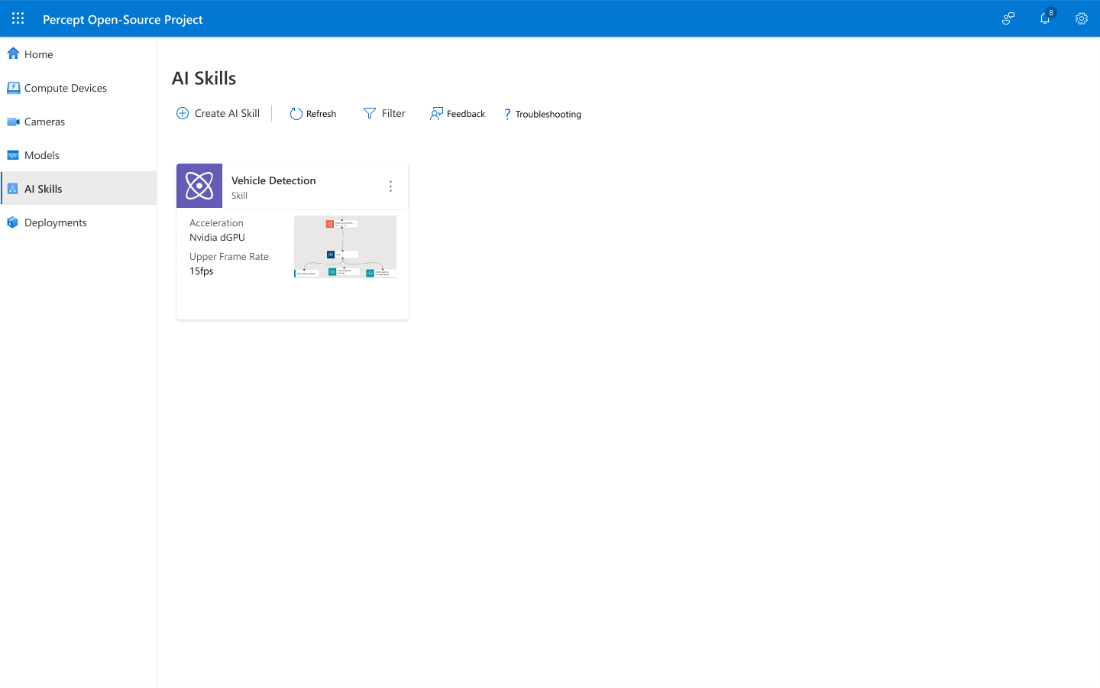 Percept Open-Source Project
8
Home
Compute Devices
Cameras
Models
AI Skills
Deployments
AI Skills
Create AI Skill
Refresh
Filter
Feedback
? Troubleshooting
Vehicle Detection
Skill
Acceleration
Nvidia dGPU
Upper Frame Rate
15fps